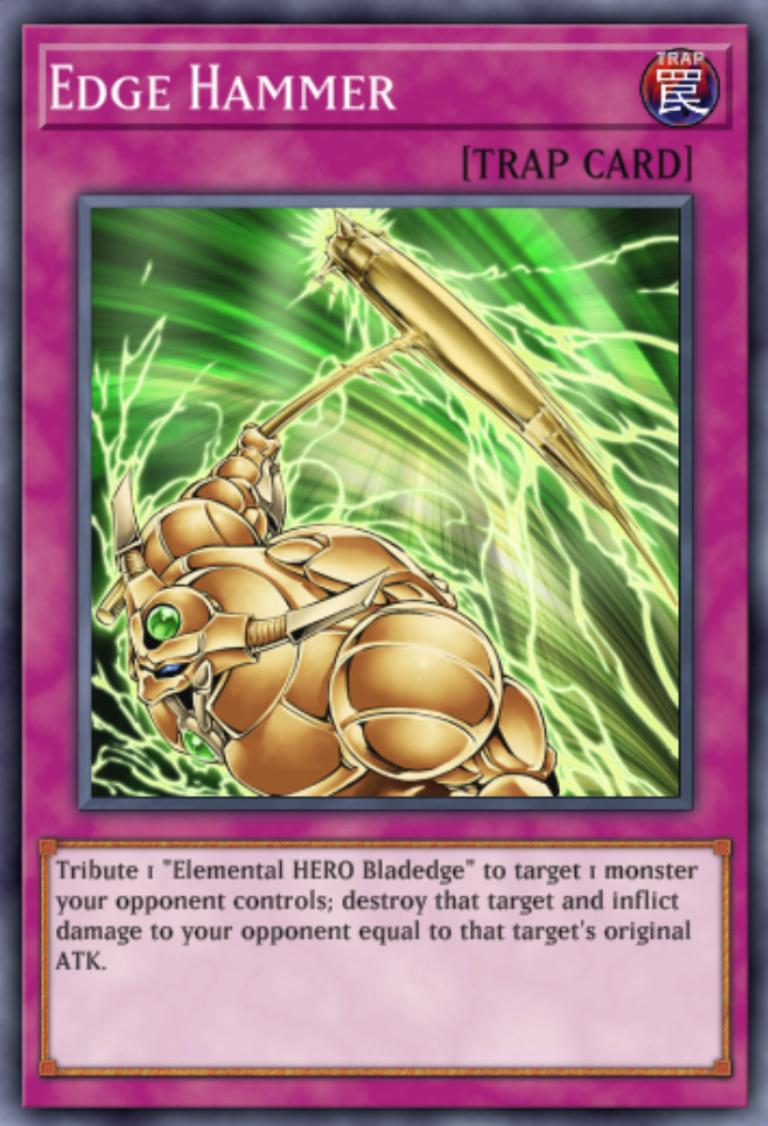 EDGE HAMMER
TRAP
罠
[TRAP CARD]
Tribute 1 "Elemental HERO Bladedge" to target 1 monster
your opponent controls; destroy that target and inflict
damage to your opponent equal to that target's original
ATK.